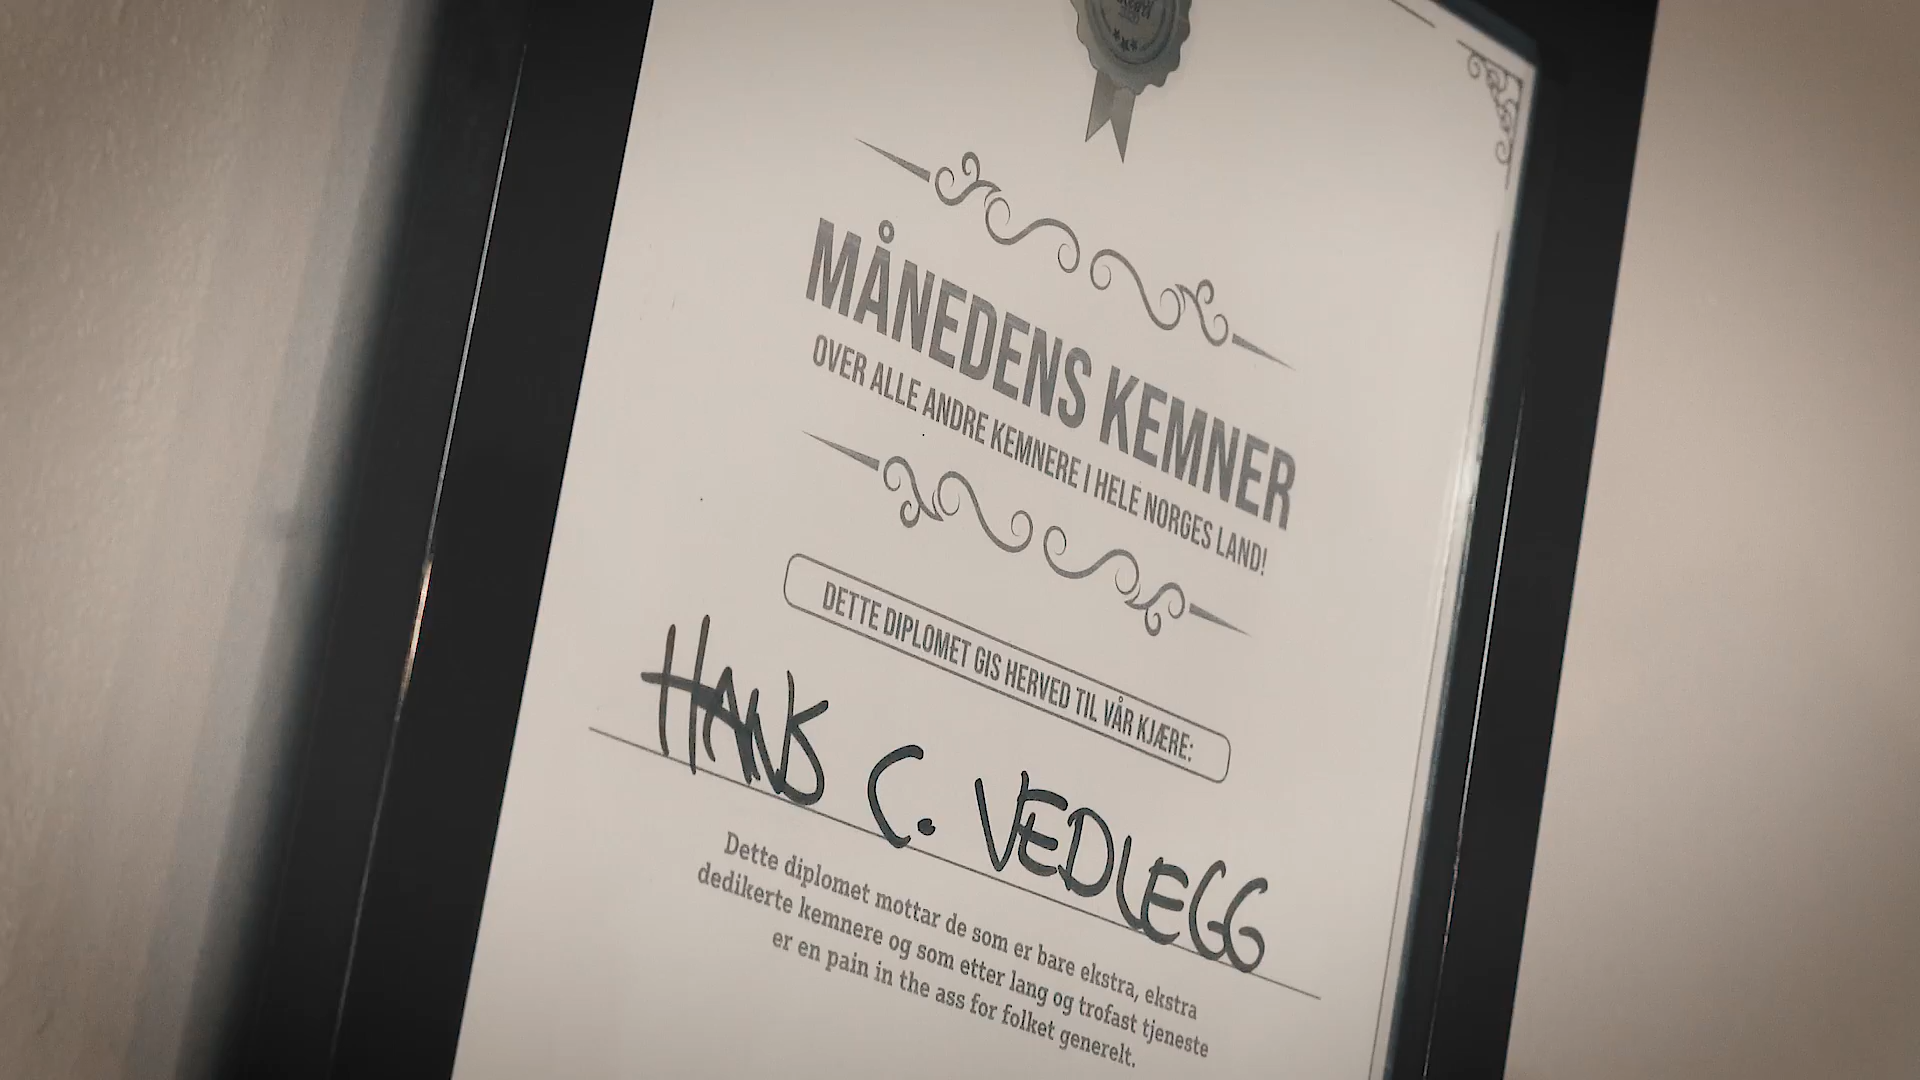 MÅNEDENS KEMNER
OVER ALLE ANDRE KEMNERE I HELE NORGES LAND!
DETTE DIPLOMET GIS HERVED TIL VÅR KJÆRE:
HANS C. VEDLEGG
Dette diplomet mottar de som er bare ekstra, ekstra
dedikerte kemnere og som etter lang og trofast tjeneste
er en pain in the ass for folket generelt.